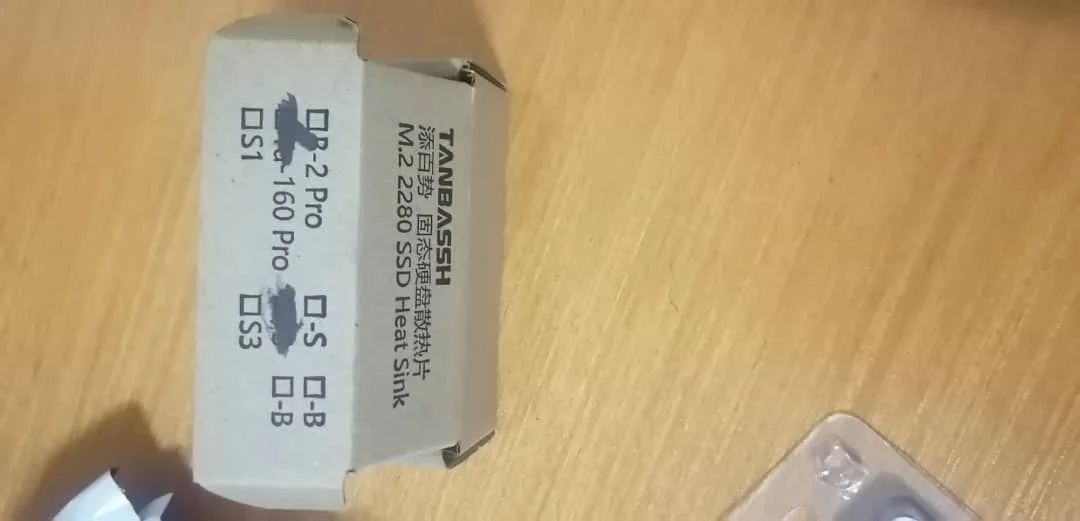 TANBASSH
添百势 固态硬盘散热片
M.2 2280 SSD Heat Sink
☐ -2 Pro ☐-S ☐-B
-160 Pro ☐-B
☐S1 ☐S3